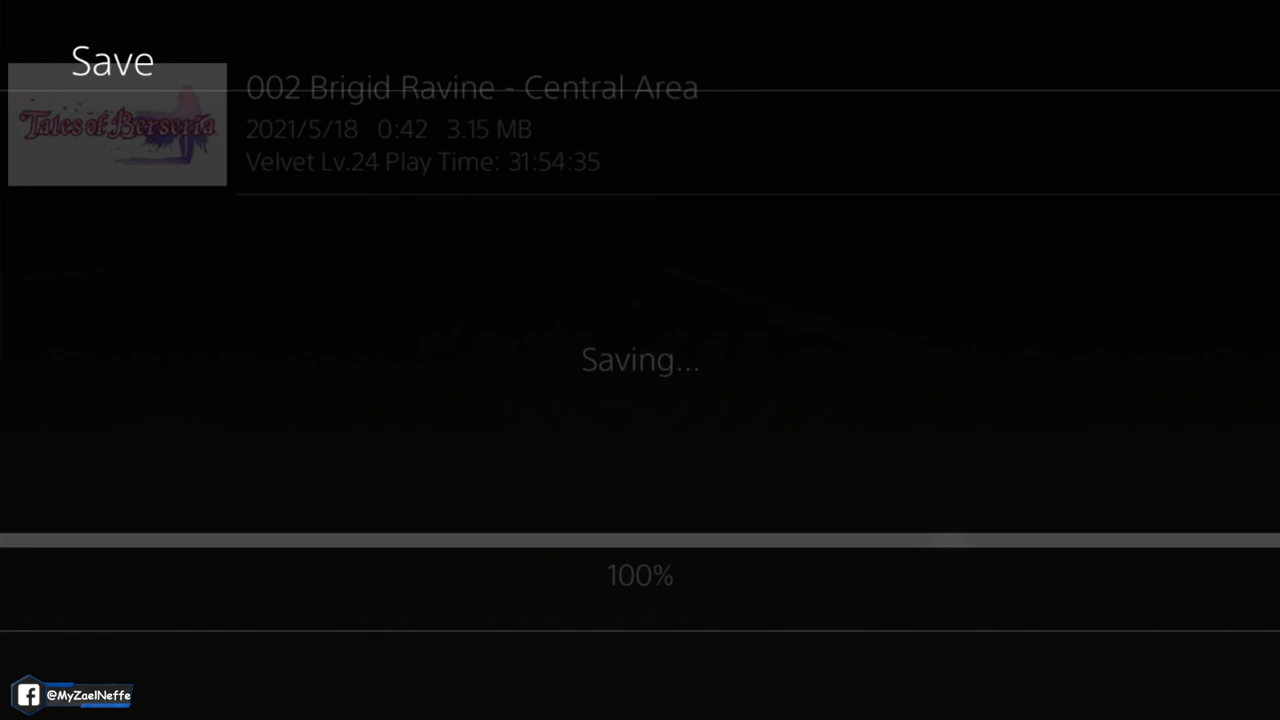 Save
002 Brigid Ravine - Central Area
Tales of Berseria
2021/5/18 0:42 3.15 MB
Velvet Lv.24 Play Time: 31:54:35
Saving...
100%
@MyZaelNeffe